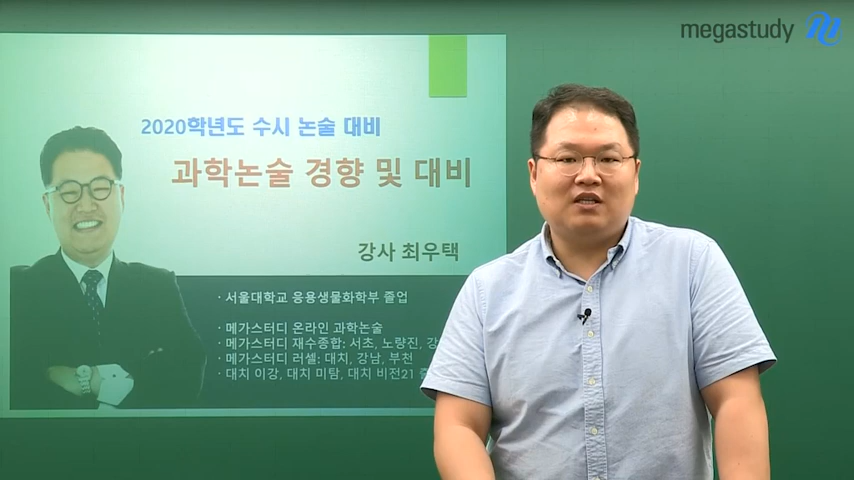 megastudy
2020학년도 수시 논술 대비
과학논술 경향 및 대비
강사 최우택
· 서울대학교 응용생물화학부 졸업
· 메가스터디 온라인 과학논술
· 메가스터디 재수종합: 서초, 노량진,
· 메가스터디 러셀: 대치, 강남, 부천
· 대치 이강, 대치 미탐, 대치 비전21